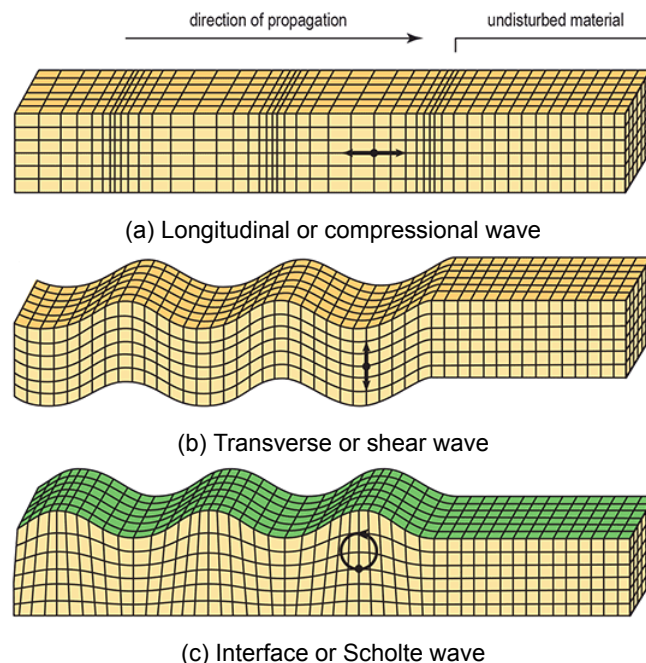 direction of propagation
undisturbed material
(a) Longitudinal or compressional wave
(b) Transverse or shear wave
(c) Interface or Scholte wave